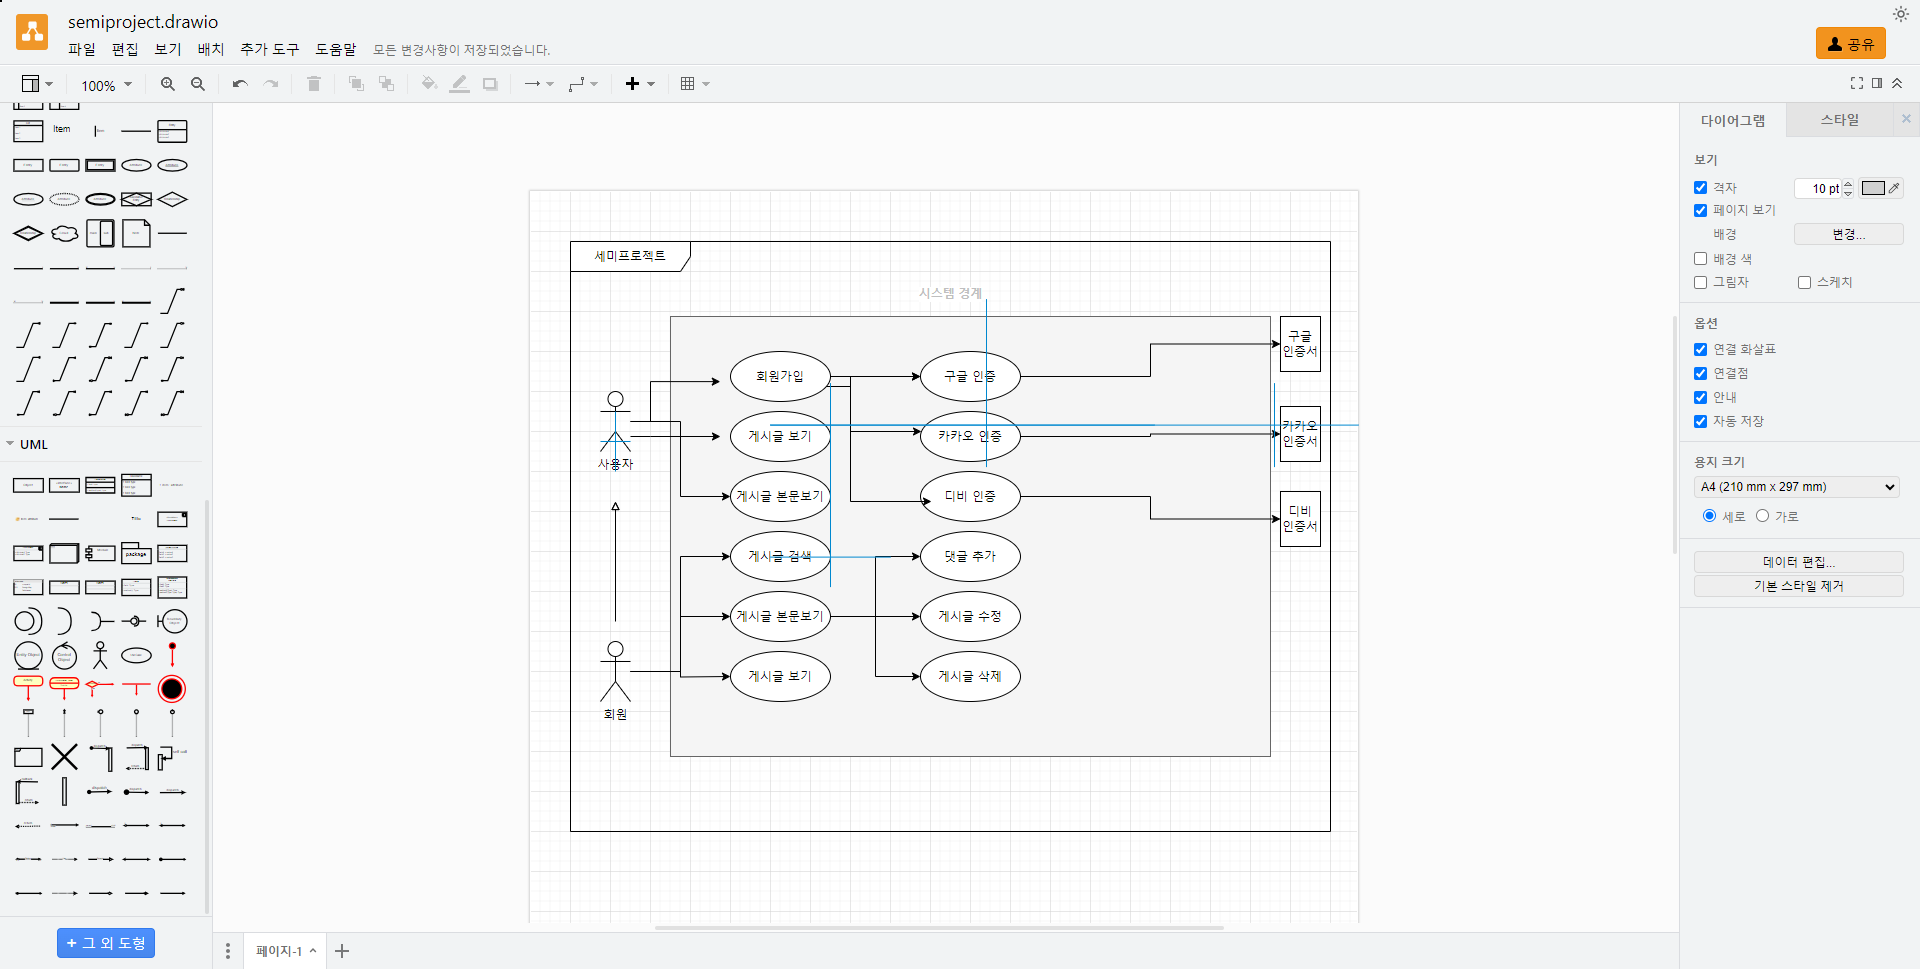 semiproject.drawio
파일 편집 보기 배치 추가 도구 도움말 모든 변경사항이 저장되었습니다.
공유
100%
Item
UML
Title
package
+ 그 외 도형
세미프로젝트
시스템 경계
회원가입
구글 인증
구글
인증서
게시글 보기
카카오 인증
카카오
인증서
사용자
게시글 본문보기
디비 인증
디비
인증서
게시글 검색
댓글 추가
게시글 본문보기
게시글 수정
게시글 보기
게시글 삭제
회원
페이지-1
다이어그램
스타일
보기
격자 10 pt
페이지 보기
배경 변경...
배경 색
그림자 스케치
옵션
연결 화살표
연결점
안내
자동 저장
용지 크기
A4 (210 mm x 297 mm)
세로 가로
데이터 편집...
기본 스타일 제거